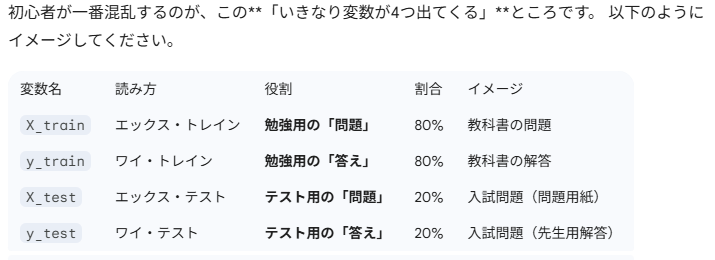 初心者が一番混乱するのが、この**「いきなり変数が4つ出てくる」**ところです。 以下のように
イメージしてください。
変数名 読み方 役割 割合 イメージ
X_train エックス・トレイン 勉強用の「問題」 80% 教科書の問題
y_train ワイ・トレイン 勉強用の「答え」 80% 教科書の解答
X_test エックス・テスト テスト用の「問題」 20% 入試問題（問題用紙）
y_test ワイ・テスト テスト用の「答え」 20% 入試問題（先生用解答）